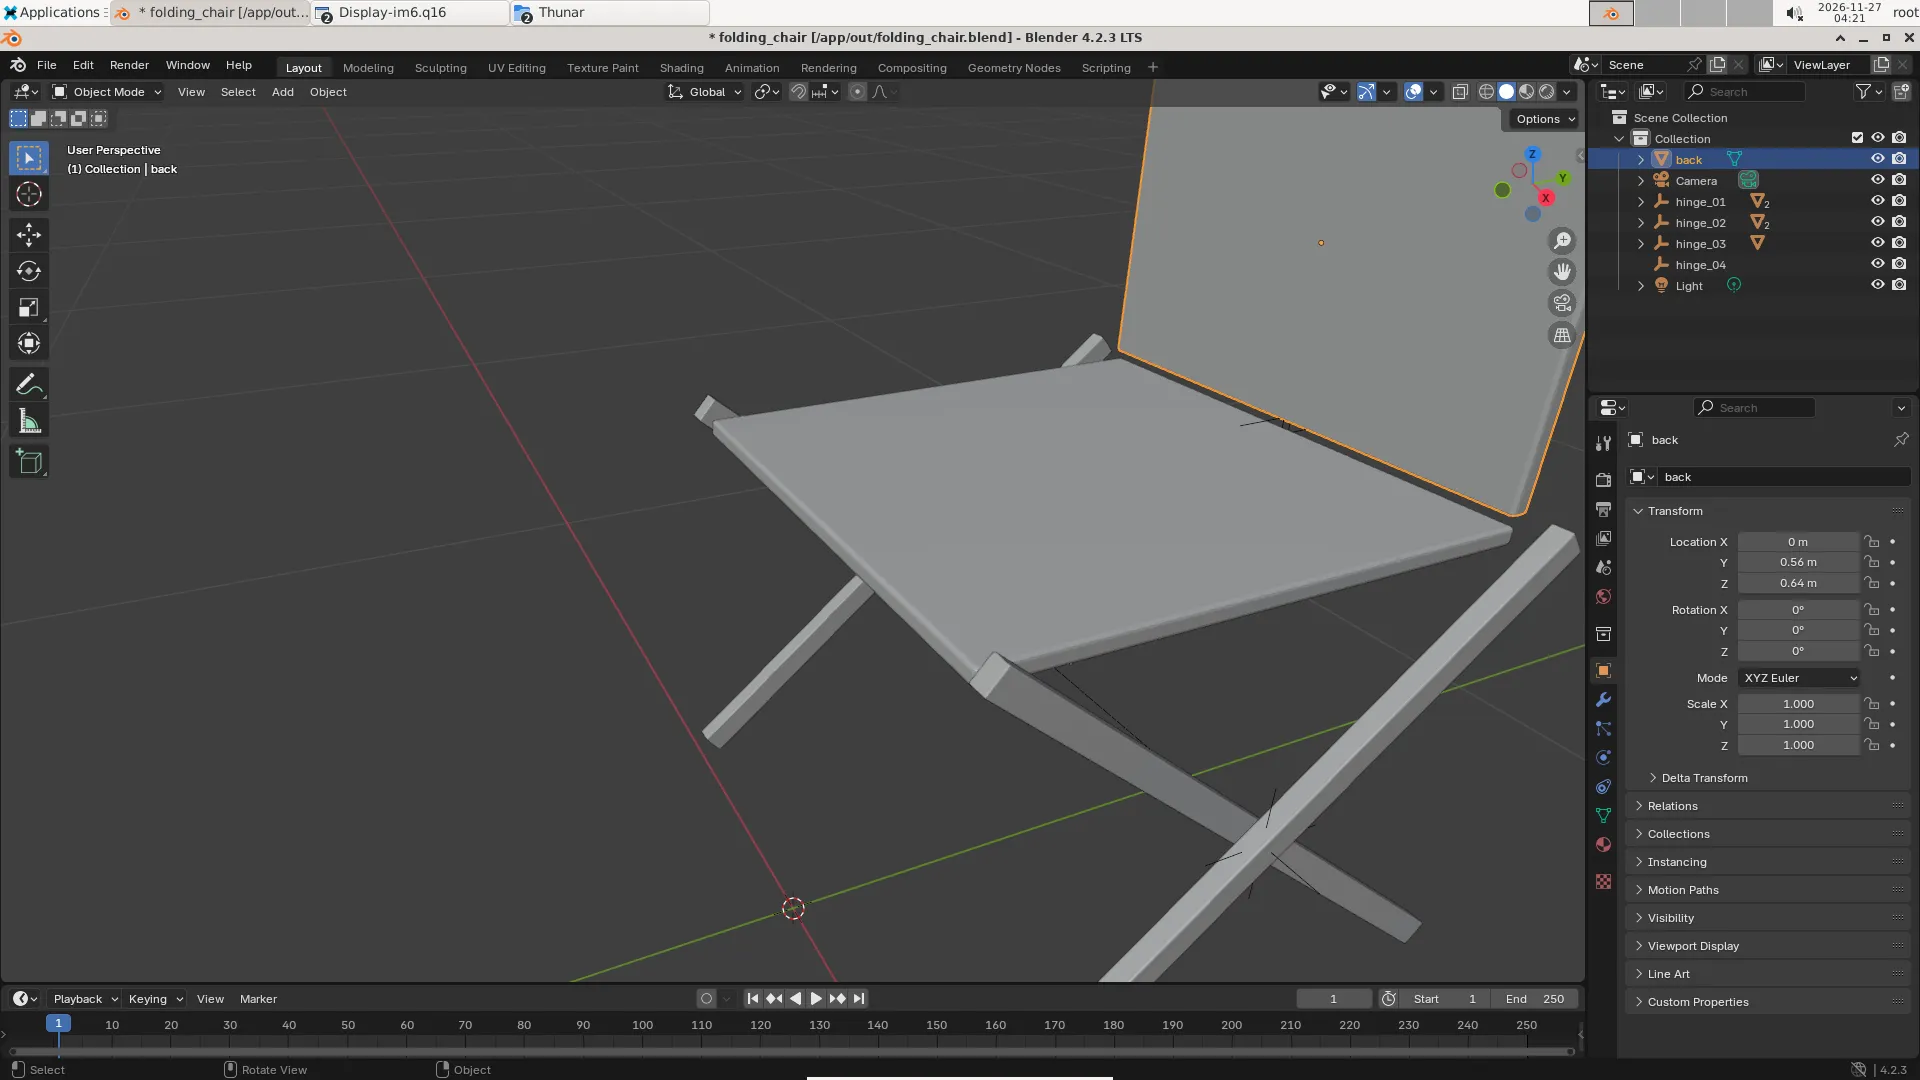 Applications
* folding_chair [/app/out...
Display-im6.q16
Thunar
2026-11-27
04:21
root
* folding_chair [/app/out/folding_chair.blend] - Blender 4.2.3 LTS
File Edit Render Window Help
Layout Modeling Sculpting UV Editing Texture Paint Shading Animation Rendering Compositing Geometry Nodes Scripting
Scene
ViewLayer
Object Mode
View Select Add Object
Global
Search
Options
User Perspective
(1) Collection | back
Z
Y
X
Scene Collection
Collection
back
Camera
hinge_01 2
hinge_02 2
hinge_03
hinge_04
Light
Search
back
back
Transform
Location X 0 m
Y 0.56 m
Z 0.64 m
Rotation X 0°
Y 0°
Z 0°
Mode XYZ Euler
Scale X 1.000
Y 1.000
Z 1.000
Delta Transform
Relations
Collections
Instancing
Motion Paths
Visibility
Viewport Display
Line Art
Custom Properties
Playback Keying View Marker
1
Start 1
End 250
1 10 20 30 40 50 60 70 80 90 100 110 120 130 140 150 160 170 180 190 200 210 220 230 240 250
Select
Rotate View
Object
4.2.3